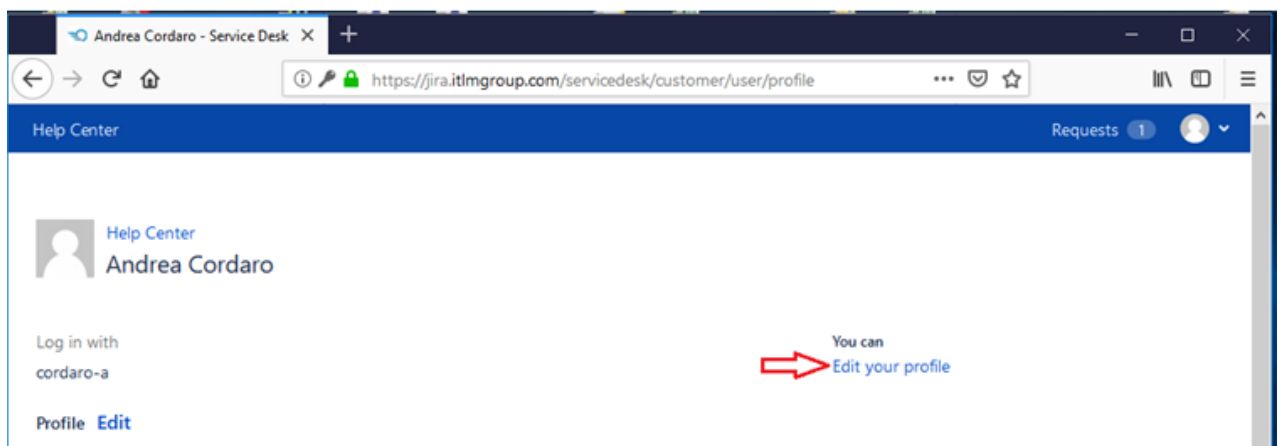 Andrea Cordaro - Service Desk
https://jira.itlmgroup.com/servicedesk/customer/user/profile
Help Center
Requests 1
Help Center
Andrea Cordaro
Log in with
cordaro-a
You can
Edit your profile
Profile Edit